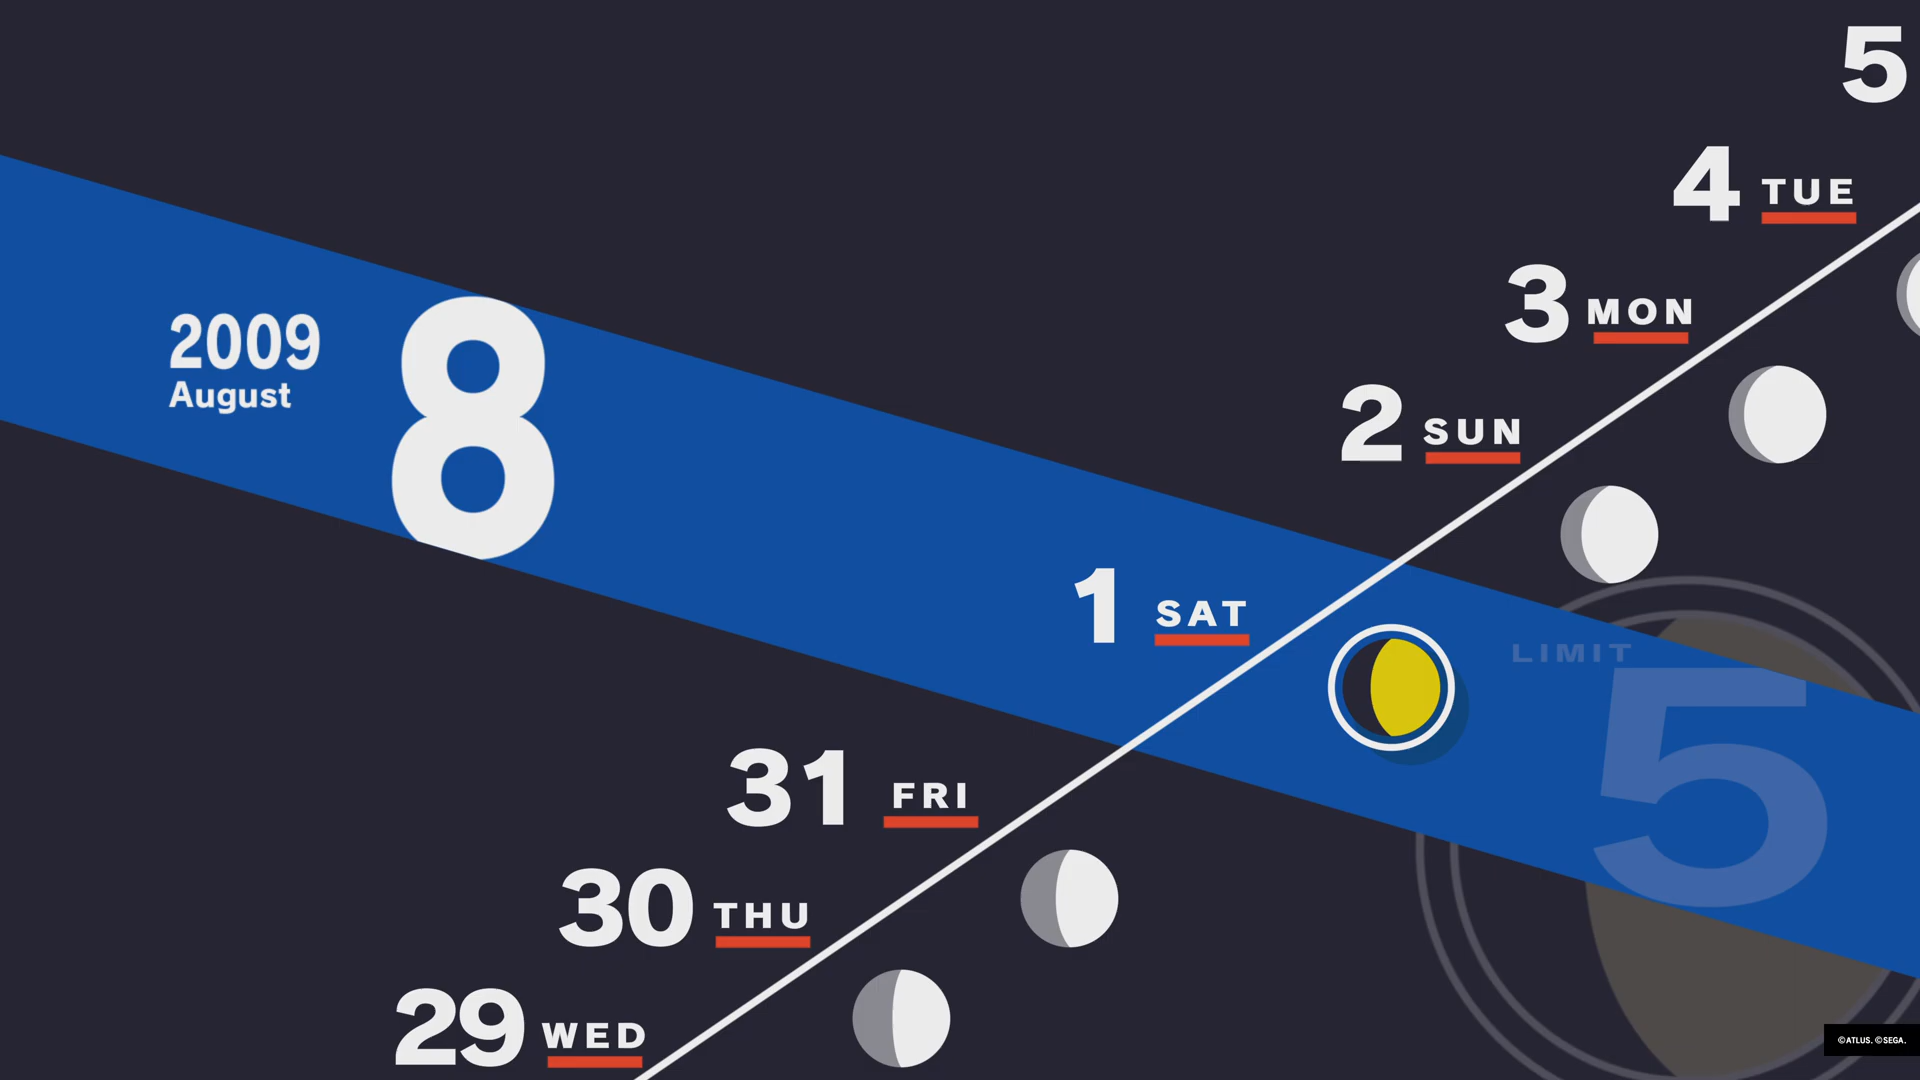 5
4 TUE
3 MON
2 SUN
2009
August
8
1 SAT
LIMIT
5
31 FRI
30 THU
29 WED
©ATLUS. ©SEGA.